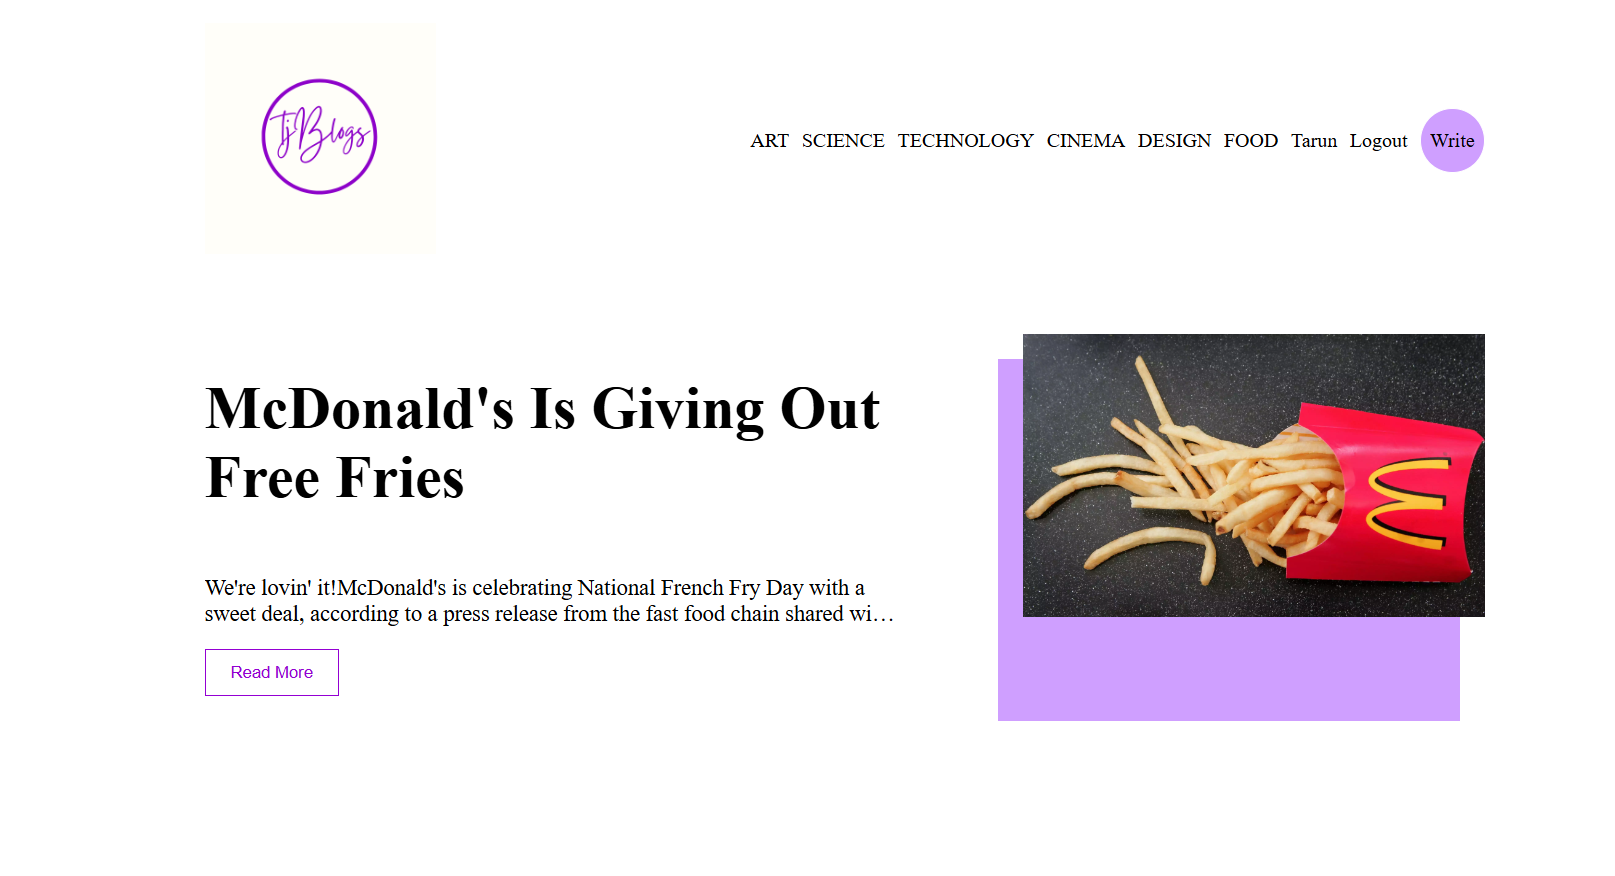 TjBlogs
ART SCIENCE TECHNOLOGY CINEMA DESIGN FOOD Tarun Logout Write
McDonald's Is Giving Out
Free Fries
We're lovin' it!McDonald's is celebrating National French Fry Day with a
sweet deal, according to a press release from the fast food chain shared wi…
Read More